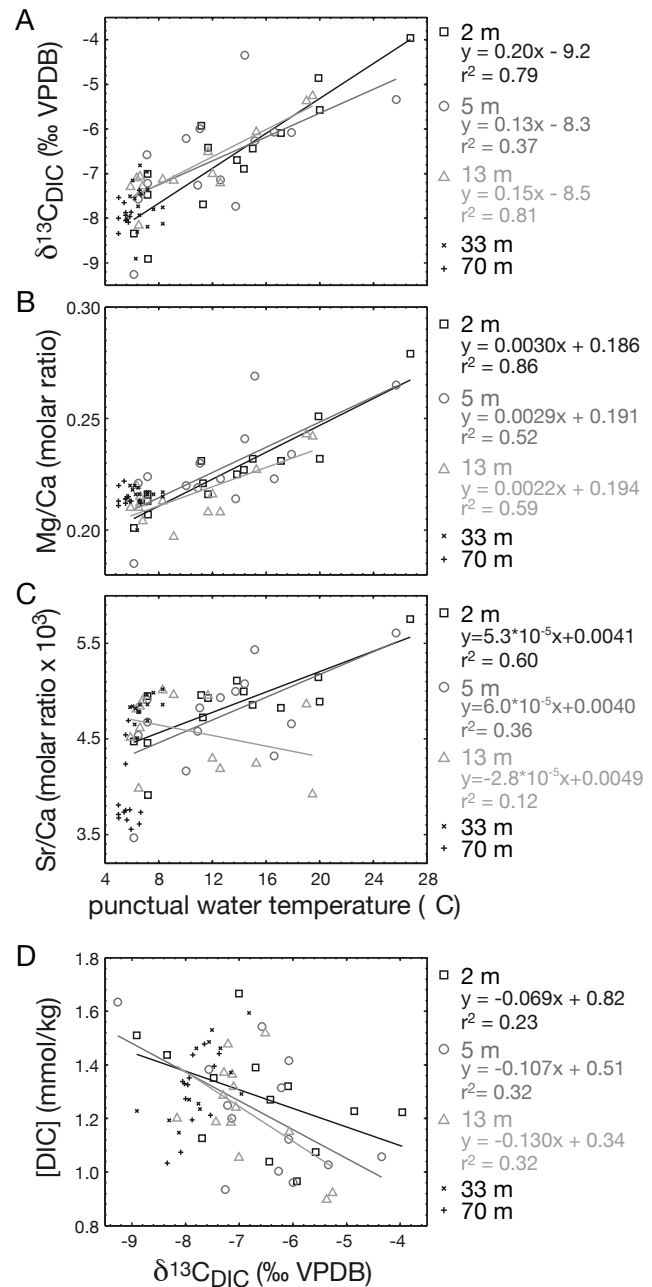 A
δ13CDIC (‰ VPDB)
-4
-5
-6
-7
-8
-9
2 m
y = 0.20x - 9.2
r2 = 0.79
5 m
y = 0.13x - 8.3
r2 = 0.37
13 m
y = 0.15x - 8.5
r2 = 0.81
33 m
70 m
B
Mg/Ca (molar ratio)
0.30
0.25
0.20
2 m
y = 0.0030x + 0.186
r2 = 0.86
5 m
y = 0.0029x + 0.191
r2 = 0.52
13 m
y = 0.0022x + 0.194
r2 = 0.59
33 m
70 m
C
Sr/Ca (molar ratio x 103)
5.5
4.5
3.5
2 m
y=5.3*10-5x+0.0041
r2 = 0.60
5 m
y=6.0*10-5x+0.0040
r2= 0.36
13 m
y=-2.8*10-5x+0.0049
r2 = 0.12
33 m
70 m
4 8 12 16 20 24 28
punctual water temperature ( C)
D
[DIC] (mmol/kg)
1.8
1.6
1.4
1.2
1.0
0.8
2 m
y = -0.069x + 0.82
r2 = 0.23
5 m
y = -0.107x + 0.51
r2= 0.32
13 m
y = -0.130x + 0.34
r2 = 0.32
33 m
70 m
-9 -8 -7 -6 -5 -4
δ13CDIC (‰ VPDB)